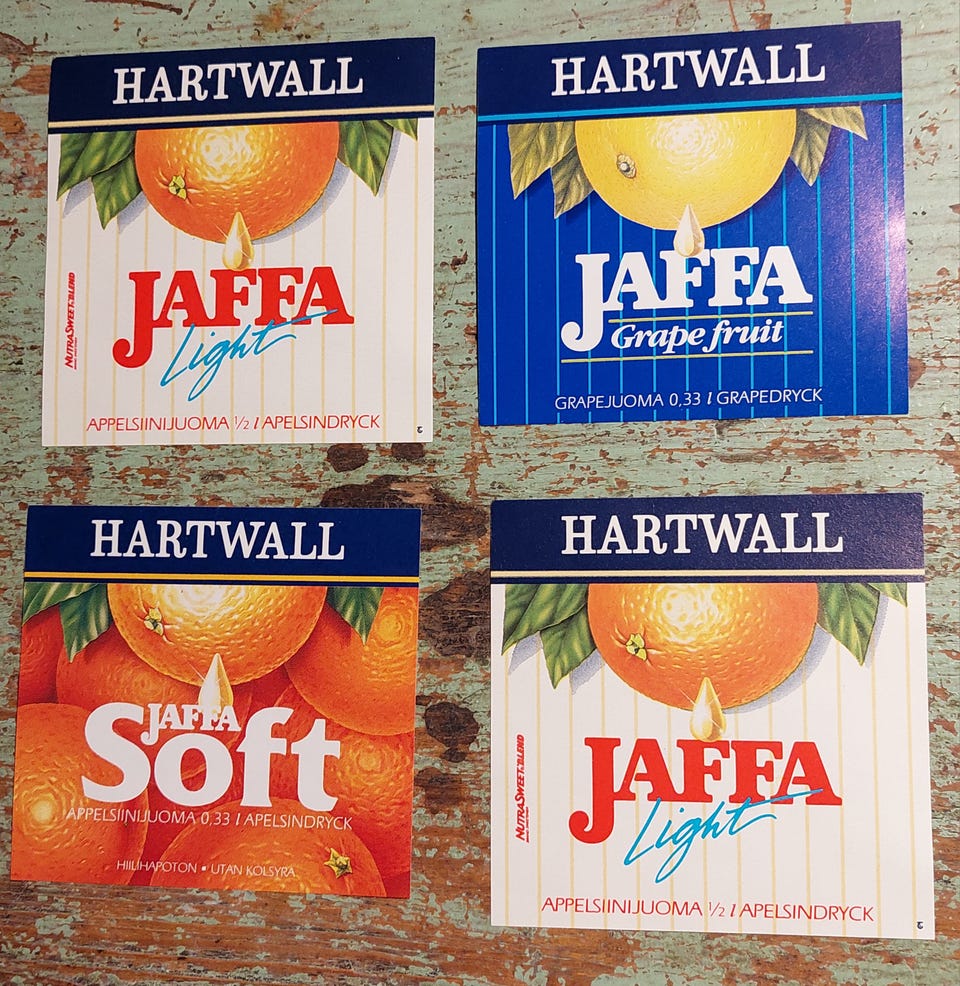 HARTWALL
JAFFA
Light
NUTRASWEET-BLEND
APPELSIINIJUOMA ½ l APELSINDRYCK
HARTWALL
JAFFA
Grape fruit
GRAPEJUOMA 0,33 l GRAPEDRYCK
HARTWALL
JAFFA
Soft
APPELSIINIJUOMA 0,33 l APELSINDRYCK
HIILIHAPOTON ▪ UTAN KOLSYRA
HARTWALL
JAFFA
Light
NUTRASWEET-BLEND
APPELSIINIJUOMA ½ l APELSINDRYCK